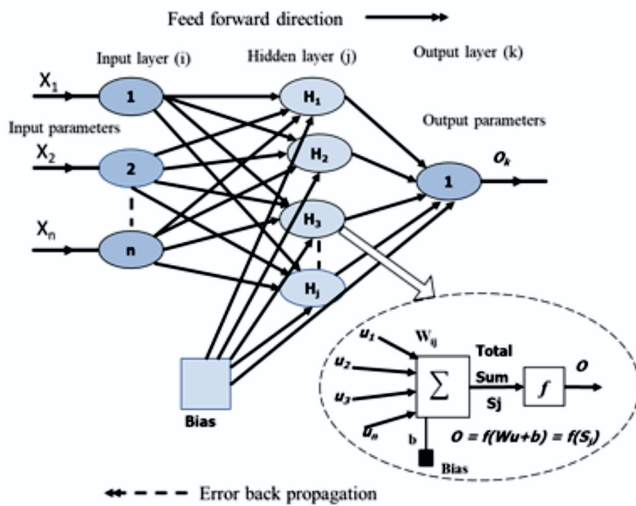 Feed forward direction
Input layer (i)
Hidden layer (j)
Output layer (k)
X1
1
H1
Input parameters
Output parameters
X2
2
H2
1
Ok
H3
Xn
n
Hj
Bias
u1
Wij
Total
u2
Σ
Sum
f
O
u3
Sj
un
b
O = f(Wu+b) = f(Sj)
Bias
Error back propagation